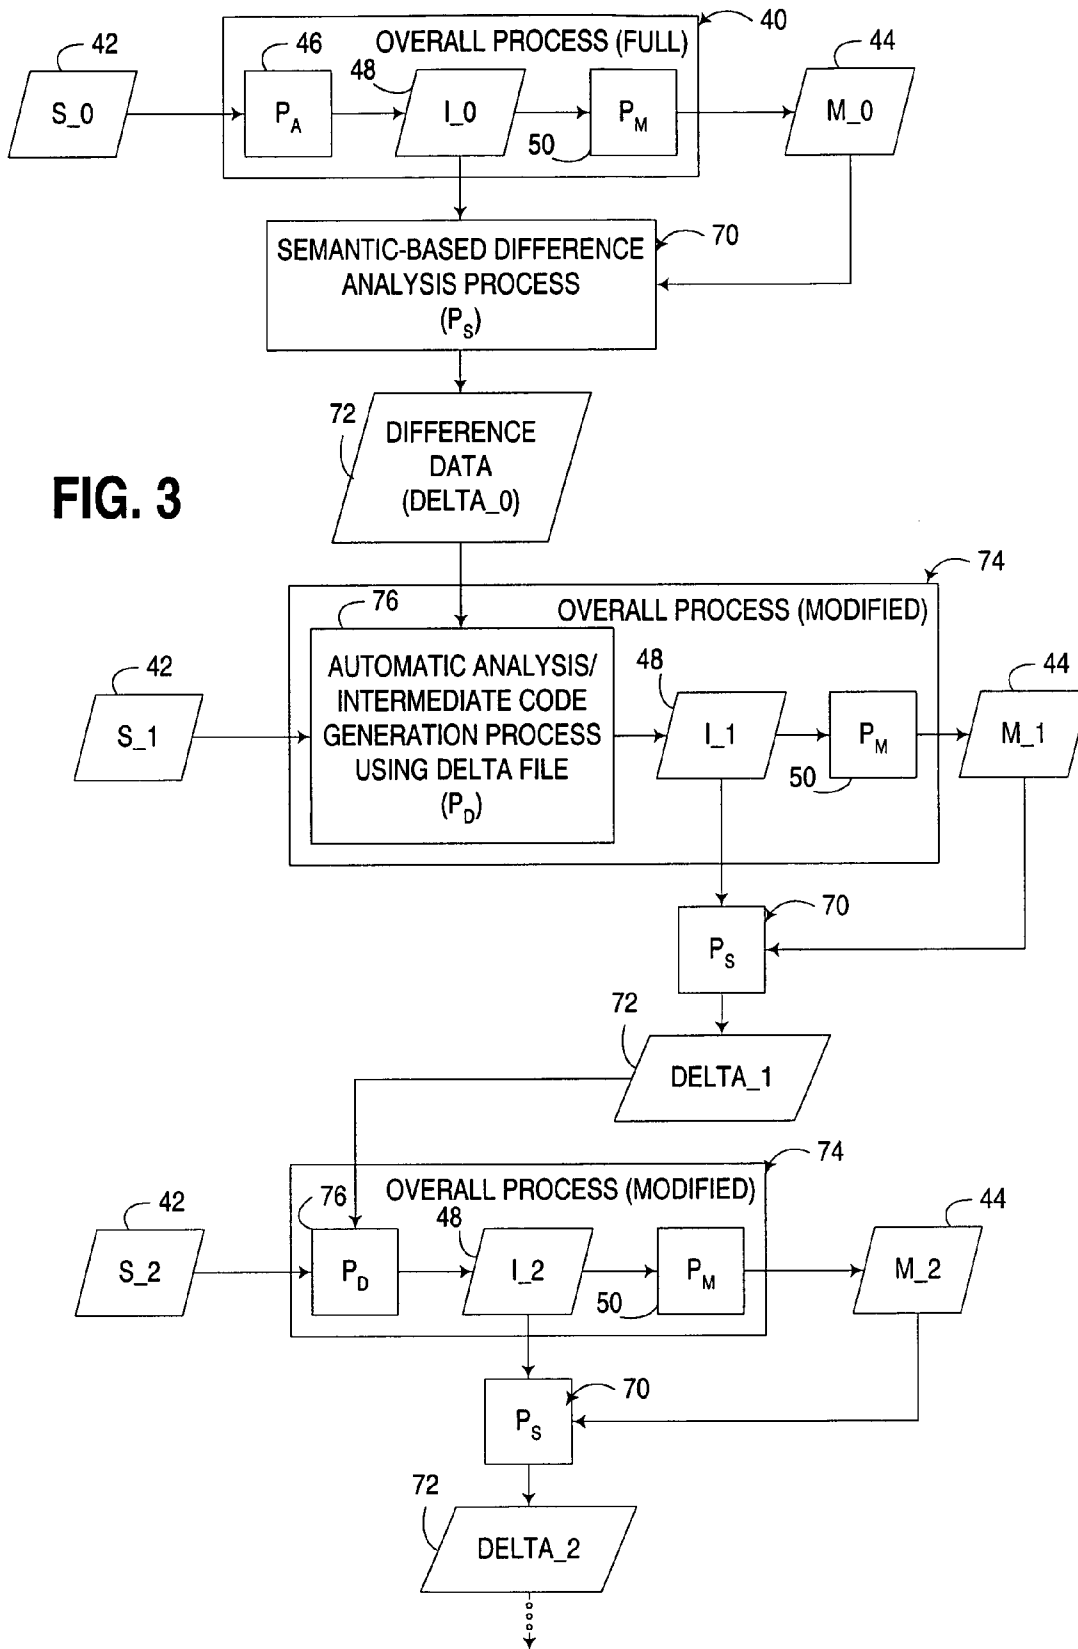 40
42
46
OVERALL PROCESS (FULL)
44
48
S_0
P_A
I_0
P_M
M_0
50
70
SEMANTIC-BASED DIFFERENCE
ANALYSIS PROCESS
(P_S)
72
DIFFERENCE
DATA
(DELTA_0)
FIG. 3
74
76
OVERALL PROCESS (MODIFIED)
42
AUTOMATIC ANALYSIS/
INTERMEDIATE CODE
GENERATION PROCESS
USING DELTA FILE
(P_D)
48
44
S_1
I_1
P_M
M_1
50
70
P_S
72
DELTA_1
74
76
OVERALL PROCESS (MODIFIED)
42
48
44
S_2
P_D
I_2
P_M
M_2
50
70
P_S
72
DELTA_2